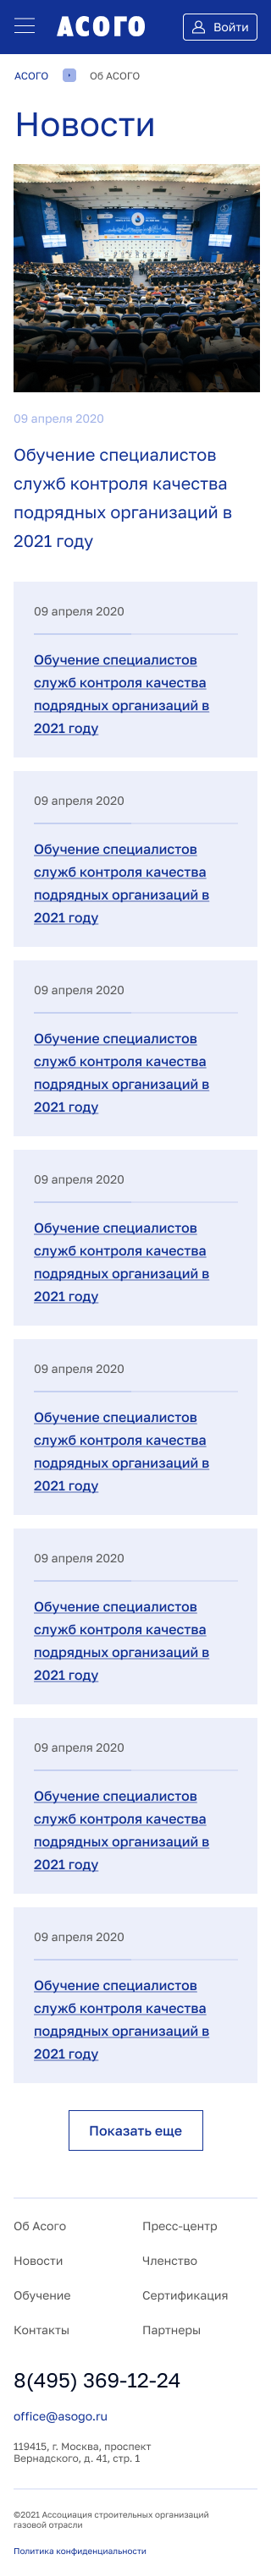 АСОГО
Войти
АСОГО
Об АСОГО
Новости
09 апреля 2020
Обучение специалистов
служб контроля качества
подрядных организаций в
2021 году
09 апреля 2020
Обучение специалистов
служб контроля качества
подрядных организаций в
2021 году
09 апреля 2020
Обучение специалистов
служб контроля качества
подрядных организаций в
2021 году
09 апреля 2020
Обучение специалистов
служб контроля качества
подрядных организаций в
2021 году
09 апреля 2020
Обучение специалистов
служб контроля качества
подрядных организаций в
2021 году
09 апреля 2020
Обучение специалистов
служб контроля качества
подрядных организаций в
2021 году
09 апреля 2020
Обучение специалистов
служб контроля качества
подрядных организаций в
2021 году
09 апреля 2020
Обучение специалистов
служб контроля качества
подрядных организаций в
2021 году
09 апреля 2020
Обучение специалистов
служб контроля качества
подрядных организаций в
2021 году
Показать еще
Об Асого
Пресс-центр
Новости
Членство
Обучение
Сертификация
Контакты
Партнеры
8(495) 369-12-24
office@asogo.ru
119415, г. Москва, проспект
Вернадского, д. 41, стр. 1
©2021 Ассоциация строительных организаций
газовой отрасли
Политика конфиденциальности